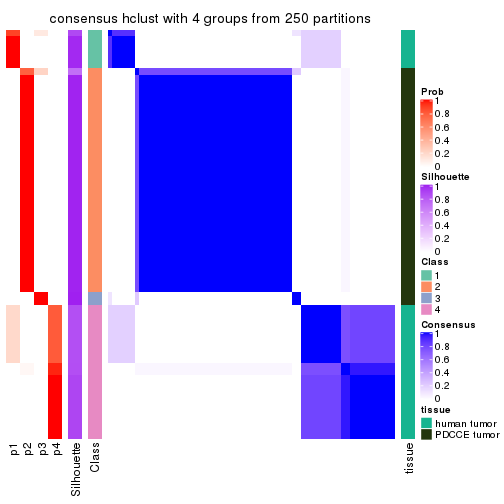 consensus hclust with 4 groups from 250 partitions
p1
p2
p3
p4
Silhouette
Class
tissue
Prob
1
0.8
0.6
0.4
0.2
0
Silhouette
1
0.8
0.6
0.4
0.2
0
Class
1
2
3
4
Consensus
1
0.8
0.6
0.4
0.2
0
tissue
human tumor
PDCCE tumor